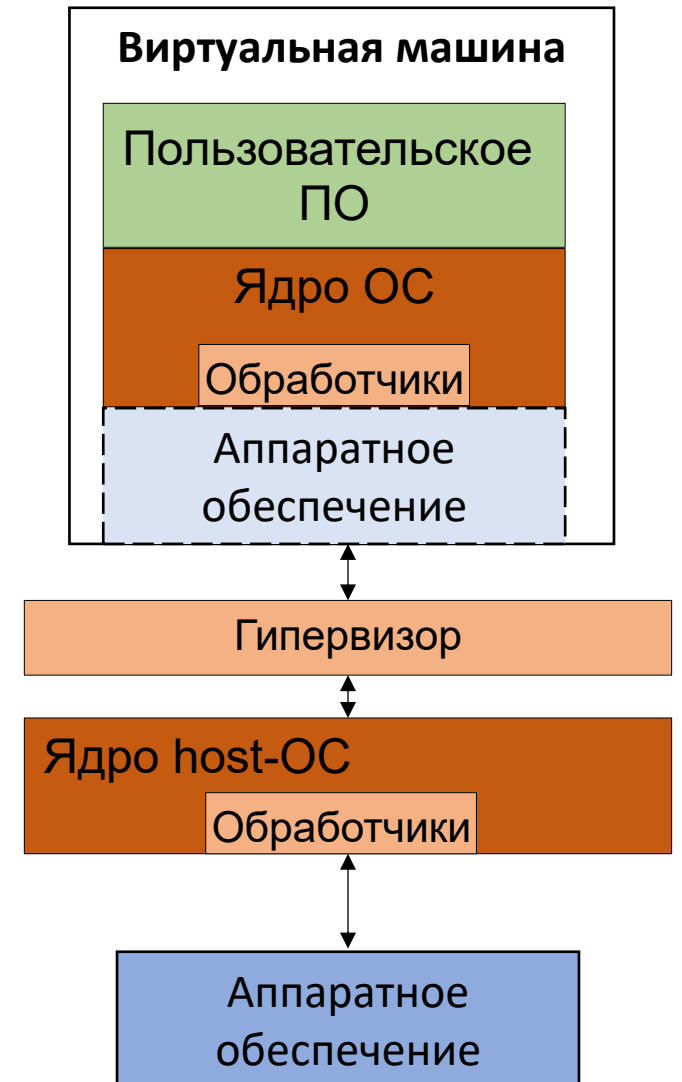 Виртуальная машина
Пользовательское
ПО
Ядро ОС
Обработчики
Аппаратное
обеспечение
Гипервизор
Ядро host-ОС
Обработчики
Аппаратное
обеспечение